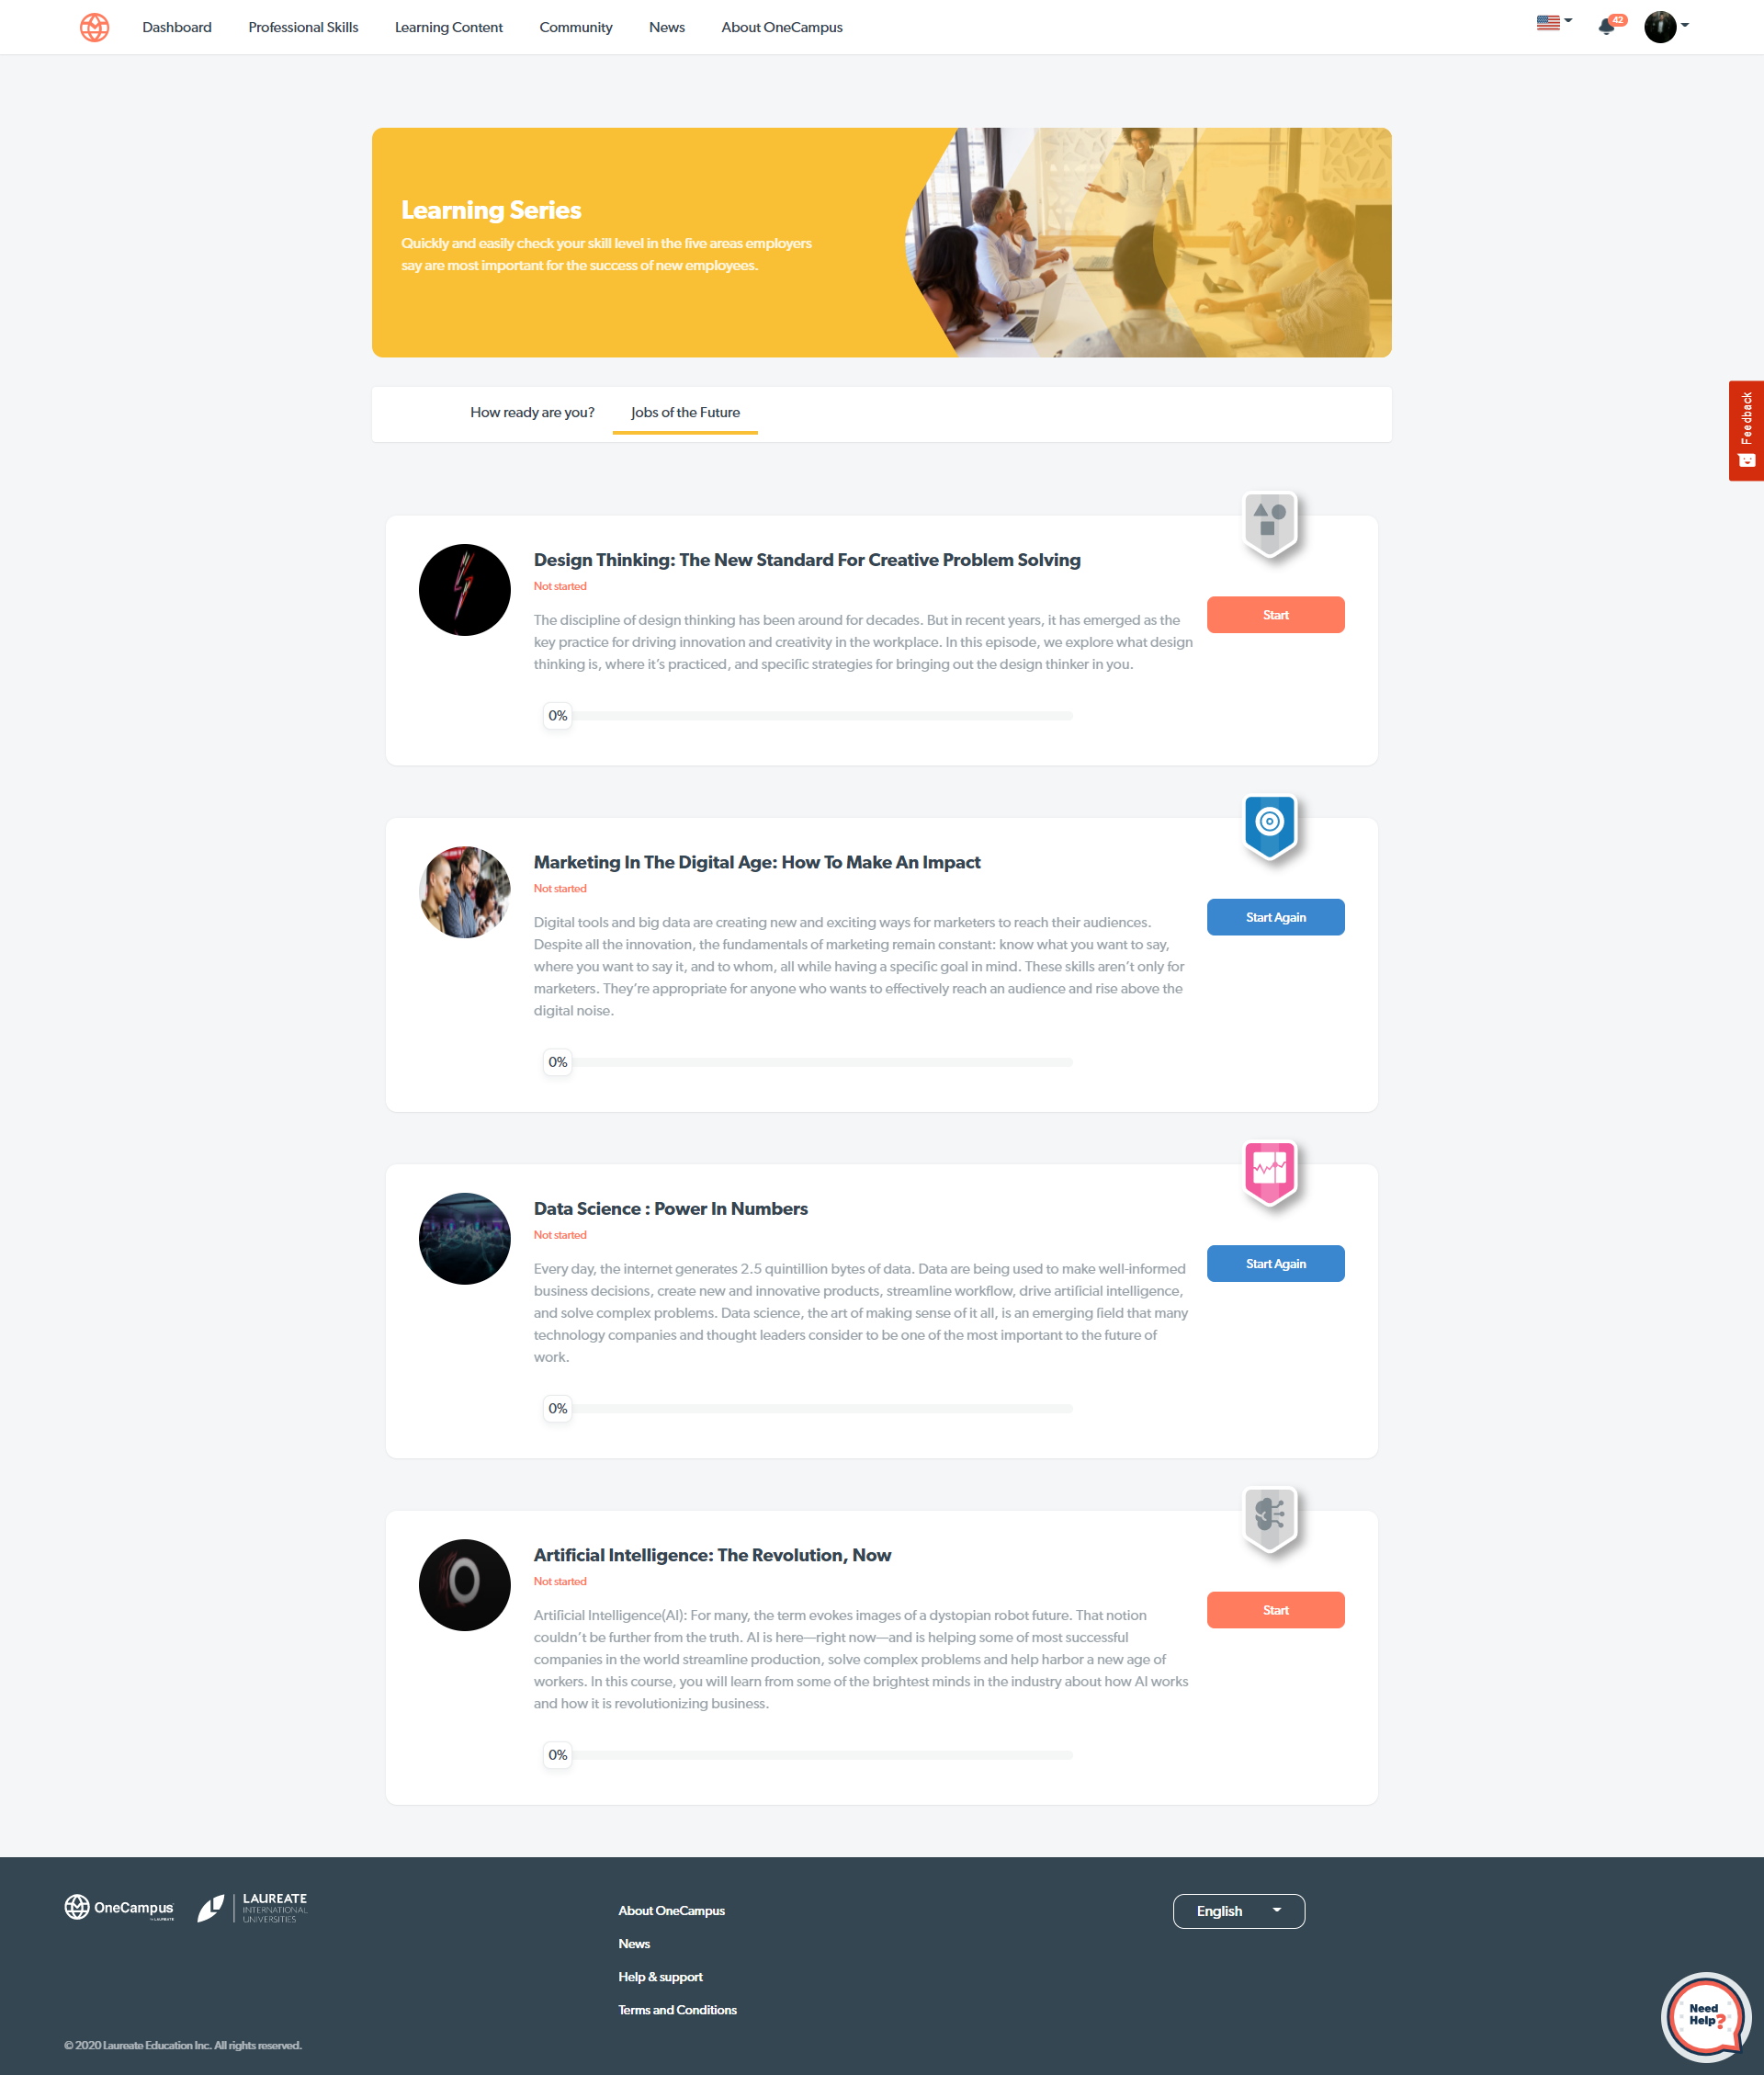 Dashboard
Professional Skills
Learning Content
Community
News
About OneCampus
42
Learning Series
Quickly and easily check your skill level in the five areas employers
say are most important for the success of new employees.
How ready are you?
Jobs of the Future
Feedback
Design Thinking: The New Standard For Creative Problem Solving
Not started
The discipline of design thinking has been around for decades. But in recent years, it has emerged as the
key practice for driving innovation and creativity in the workplace. In this episode, we explore what design
thinking is, where it’s practiced, and specific strategies for bringing out the design thinker in you.
Start
0%
Marketing In The Digital Age: How To Make An Impact
Not started
Digital tools and big data are creating new and exciting ways for marketers to reach their audiences.
Despite all the innovation, the fundamentals of marketing remain constant: know what you want to say,
where you want to say it, and to whom, all while having a specific goal in mind. These skills aren’t only for
marketers. They’re appropriate for anyone who wants to effectively reach an audience and rise above the
digital noise.
Start Again
0%
Data Science : Power In Numbers
Not started
Every day, the internet generates 2.5 quintillion bytes of data. Data are being used to make well-informed
business decisions, create new and innovative products, streamline workflow, drive artificial intelligence,
and solve complex problems. Data science, the art of making sense of it all, is an emerging field that many
technology companies and thought leaders consider to be one of the most important to the future of
work.
Start Again
0%
Artificial Intelligence: The Revolution, Now
Not started
Artificial Intelligence(AI): For many, the term evokes images of a dystopian robot future. That notion
couldn’t be further from the truth. AI is here—right now—and is helping some of most successful
companies in the world streamline production, solve complex problems and help harbor a new age of
workers. In this course, you will learn from some of the brightest minds in the industry about how AI works
and how it is revolutionizing business.
Start
0%
OneCampus
by LAUREATE
LAUREATE
INTERNATIONAL
UNIVERSITIES
About OneCampus
News
Help & support
Terms and Conditions
English
Need
Help?
© 2020 Laureate Education Inc. All rights reserved.